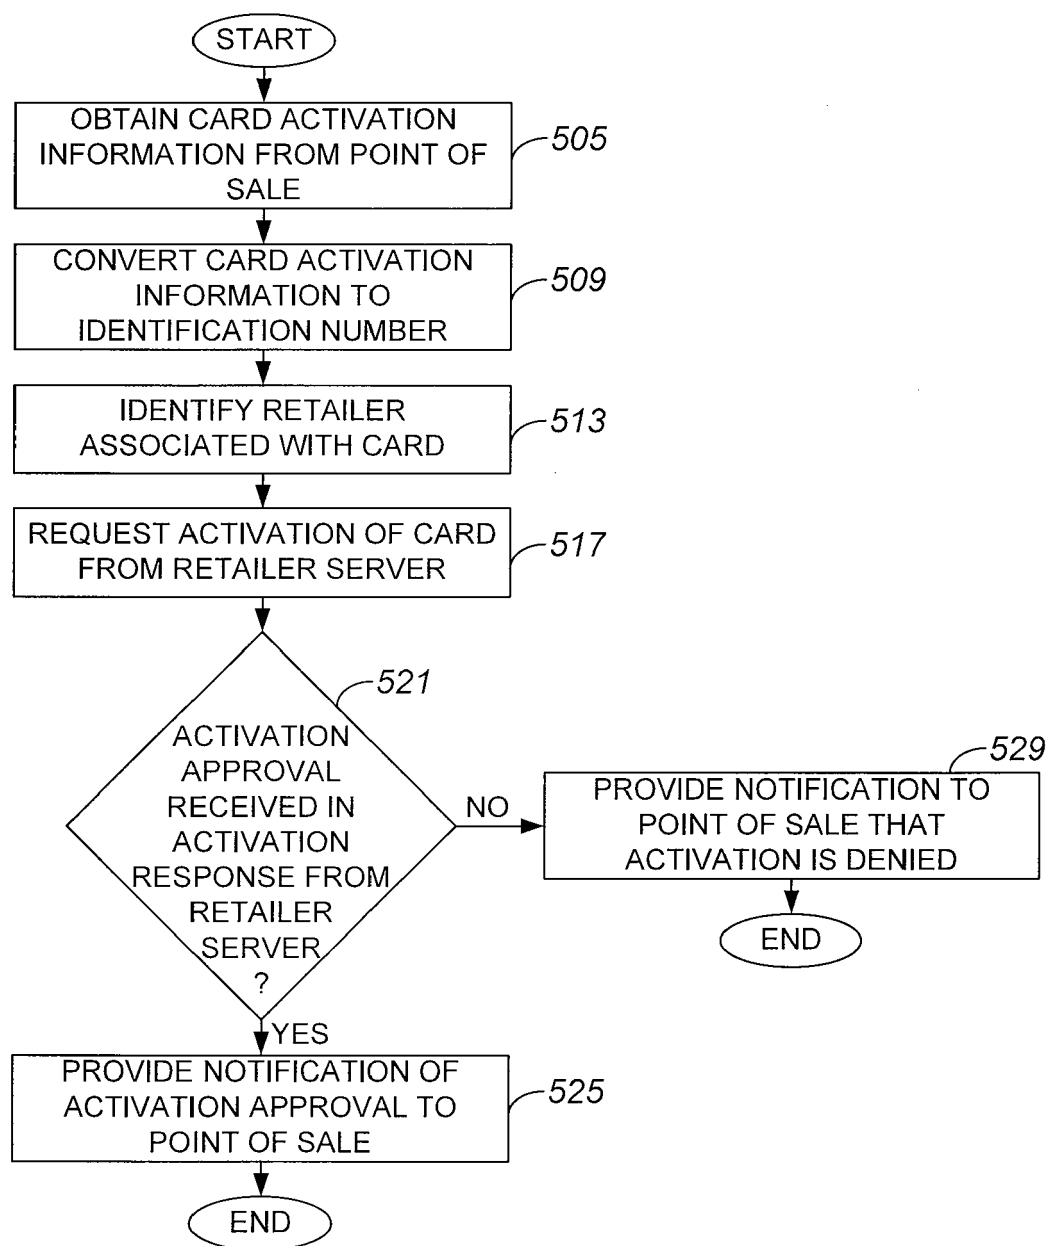 START
OBTAIN CARD ACTIVATION
INFORMATION FROM POINT OF
SALE
505
CONVERT CARD ACTIVATION
INFORMATION TO
IDENTIFICATION NUMBER
509
IDENTIFY RETAILER
ASSOCIATED WITH CARD
513
REQUEST ACTIVATION OF CARD
FROM RETAILER SERVER
517
521
ACTIVATION
APPROVAL
RECEIVED IN
ACTIVATION
RESPONSE FROM
RETAILER
SERVER
?
NO
529
PROVIDE NOTIFICATION TO
POINT OF SALE THAT
ACTIVATION IS DENIED
END
YES
PROVIDE NOTIFICATION OF
ACTIVATION APPROVAL TO
POINT OF SALE
525
END